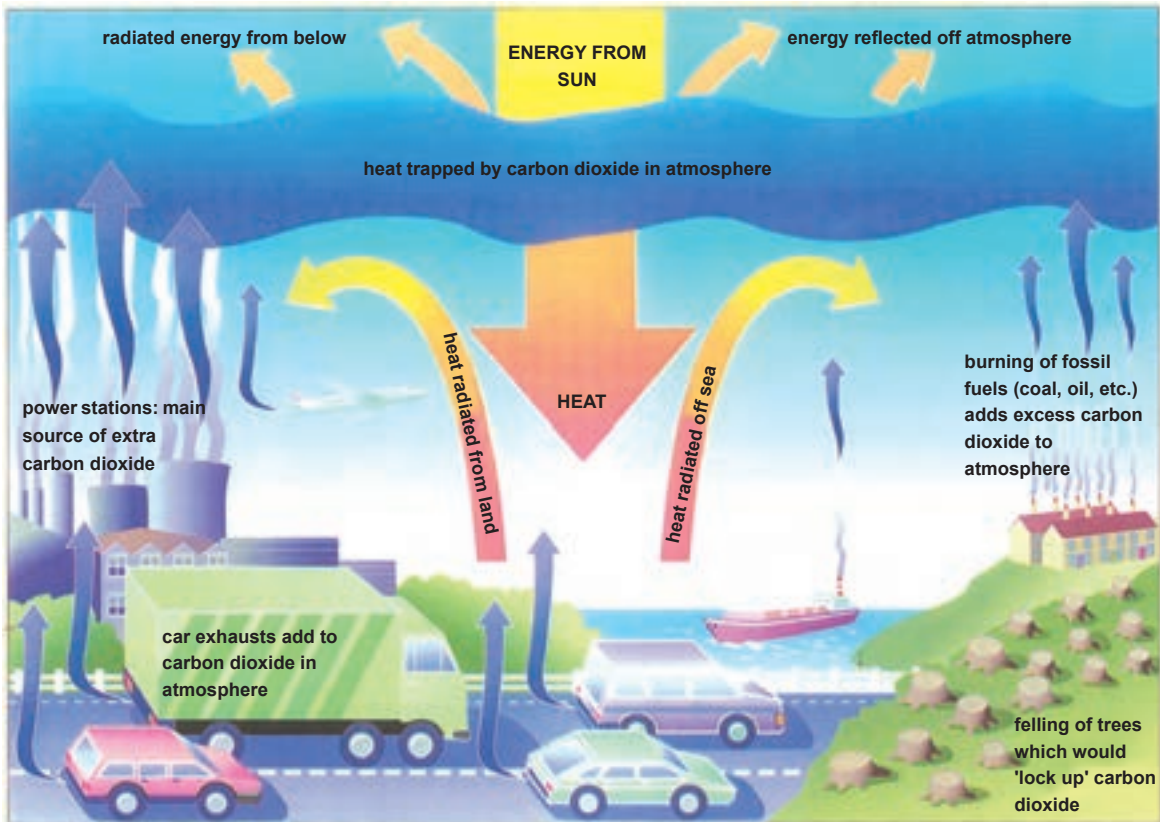 radiated energy from below
ENERGY FROM
SUN
energy reflected off atmosphere
heat trapped by carbon dioxide in atmosphere
heat radiated from land
HEAT
heat radiated off sea
power stations: main
source of extra
carbon dioxide
burning of fossil
fuels (coal, oil, etc.)
adds excess carbon
dioxide to
atmosphere
car exhausts add to
carbon dioxide in
atmosphere
felling of trees
which would
'lock up' carbon
dioxide